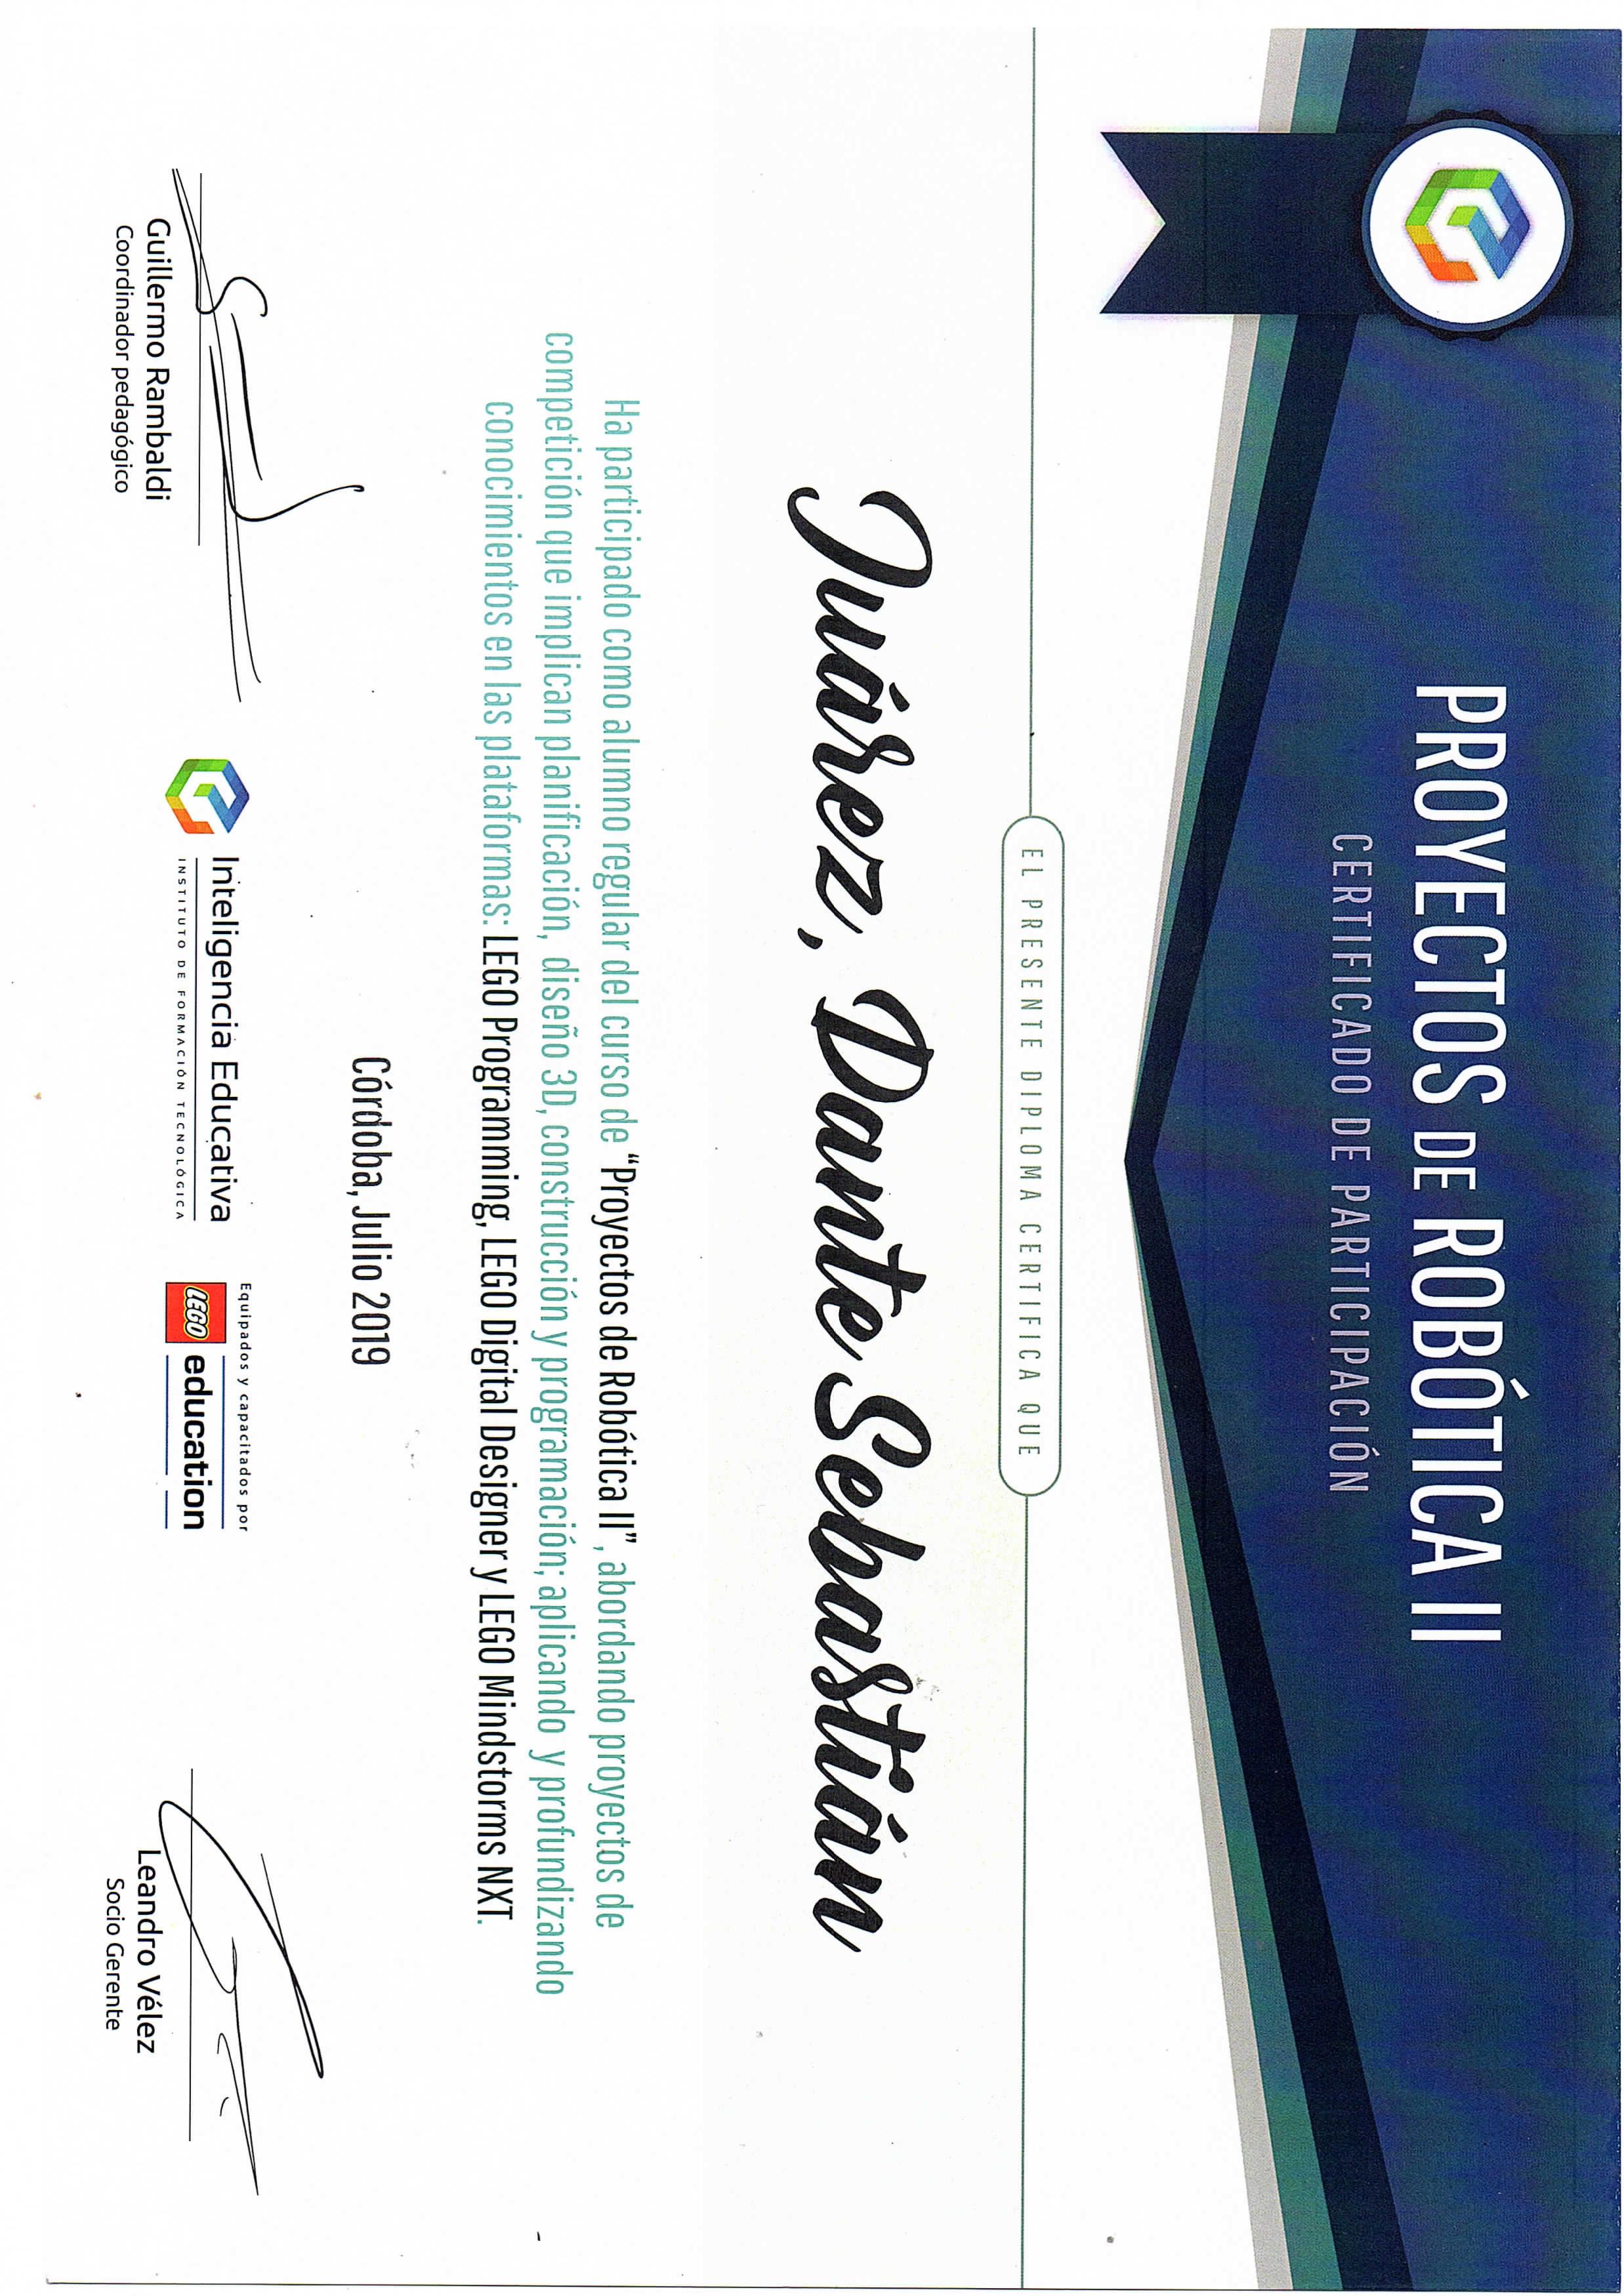 PROYECTOS DE ROBÓTICA II
CERTIFICADO DE PARTICIPACIÓN
EL PRESENTE DIPLOMA CERTIFICA QUE
Juárez, Dante Sebastián
Ha participado como alumno regular del curso de “Proyectos de Robótica II”, abordando proyectos de
competición que implican planificación, diseño 3D, construcción y programación; aplicando y profundizando
conocimientos en las plataformas: LEGO Programming, LEGO Digital Designer y LEGO Mindstorms NXT.
Córdoba, Julio 2019
Guillermo Rambaldi
Coordinador pedagógico
Inteligencia Educativa
INSTITUTO DE FORMACIÓN TECNOLÓGICA
Equipados y capacitados por
LEGO education
Leandro Vélez
Socio Gerente